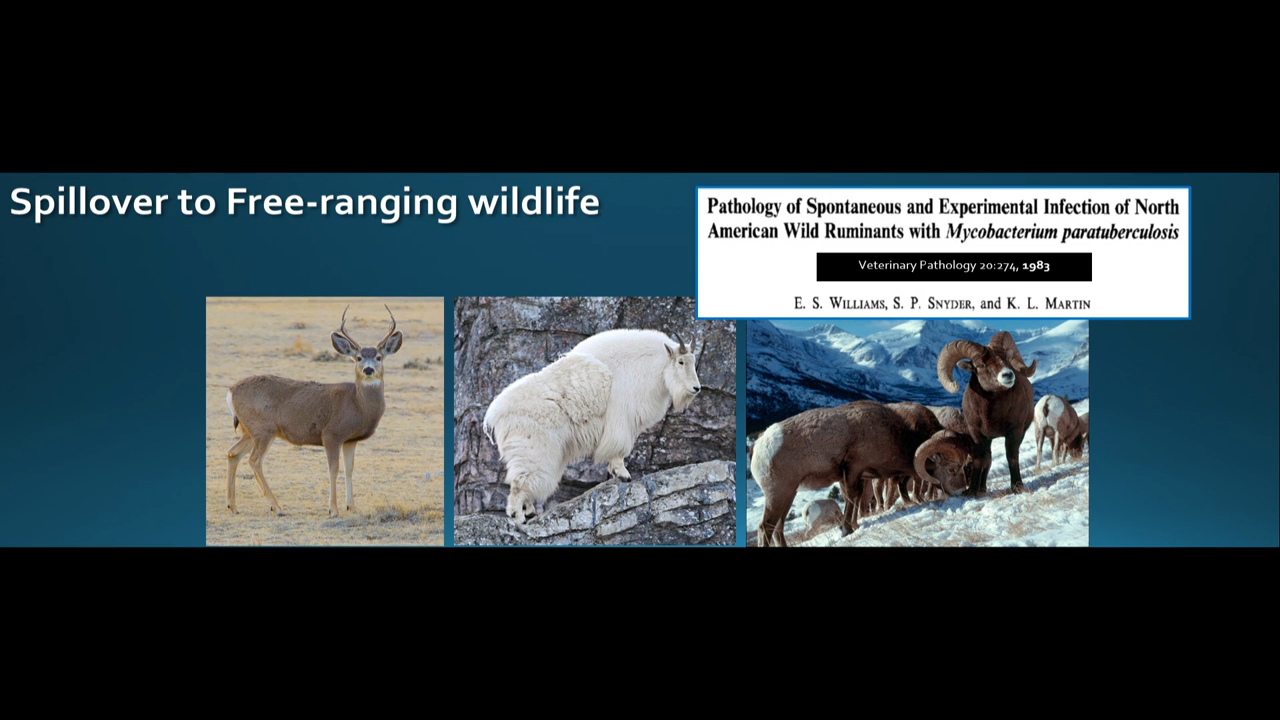 Spillover to Free-ranging wildlife
Pathology of Spontaneous and Experimental Infection of North
American Wild Ruminants with Mycobacterium paratuberculosis
Veterinary Pathology 20:274, 1983
E. S. WILLIAMS, S. P. SNYDER, and K. L. MARTIN